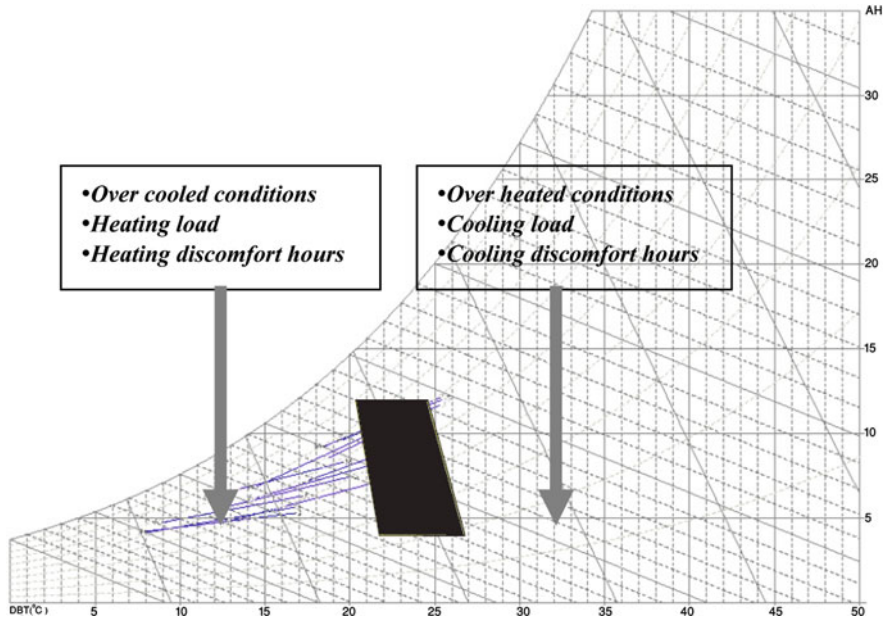 AH
30
•Over cooled conditions
•Heating load
•Heating discomfort hours
•Over heated conditions
•Cooling load
•Cooling discomfort hours
25
20
15
10
5
DBT(°C) 5 10 15 20 25 30 35 40 45 50